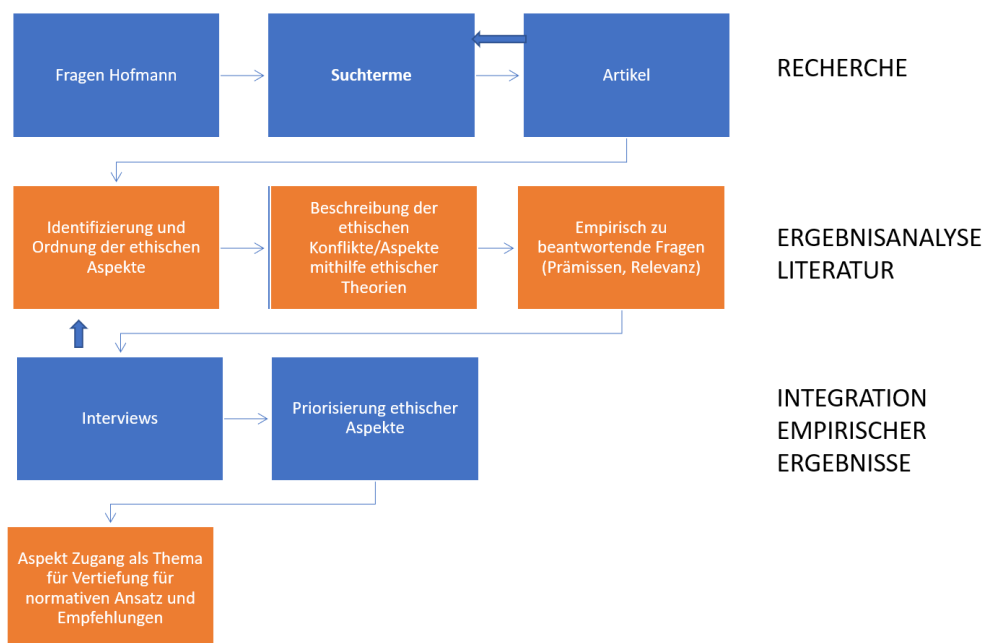 Fragen Hofmann
Suchterme
Artikel
RECHERCHE
Identifizierung und
Ordnung der ethischen
Aspekte
Beschreibung der
ethischen
Konflikte/Aspekte
mithilfe ethischer
Theorien
Empirisch zu
beantwortende Fragen
(Prämissen, Relevanz)
ERGEBNISANALYSE
LITERATUR
Interviews
Priorisierung ethischer
Aspekte
INTEGRATION
EMPIRISCHER
ERGEBNISSE
Aspekt Zugang als Thema
für Vertiefung für
normativen Ansatz und
Empfehlungen